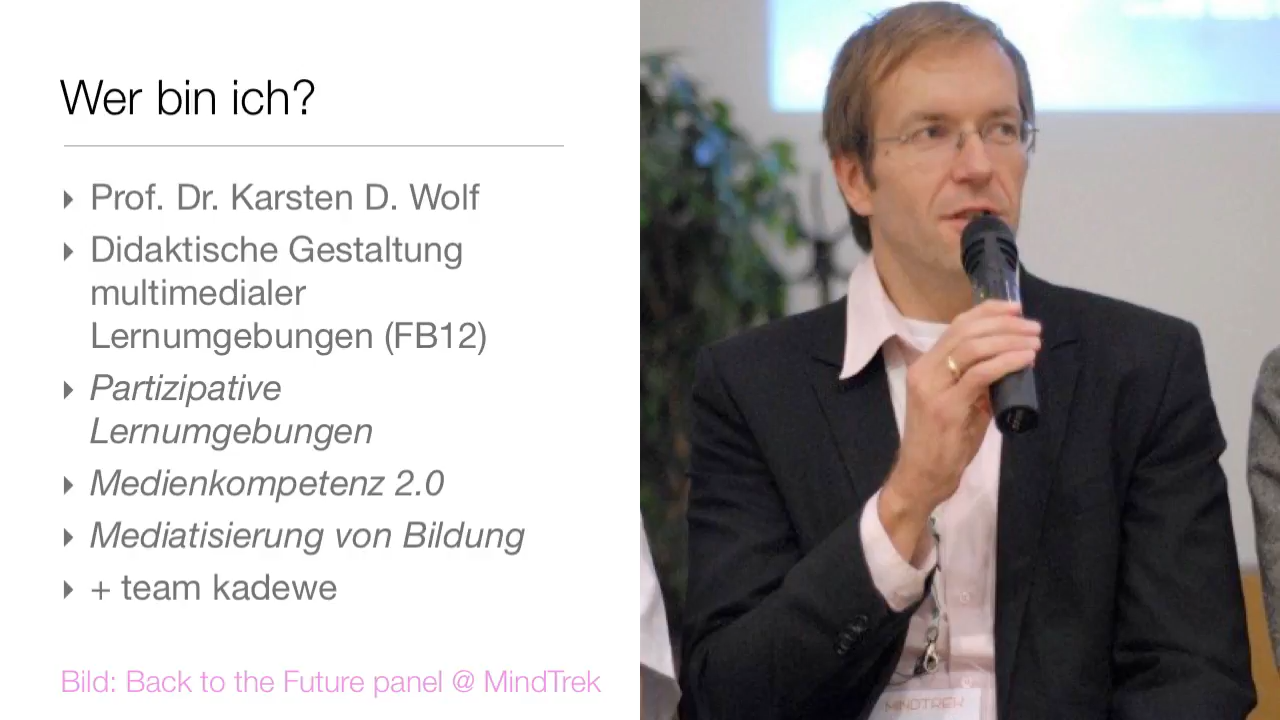 Wer bin ich?
Prof. Dr. Karsten D. Wolf
Didaktische Gestaltung
multimedialer
Lernumgebungen (FB12)
Partizipative
Lernumgebungen
Medienkompetenz 2.0
Mediatisierung von Bildung
+ team kadewe
Bild: Back to the Future panel @ MindTrek
MINDTREK